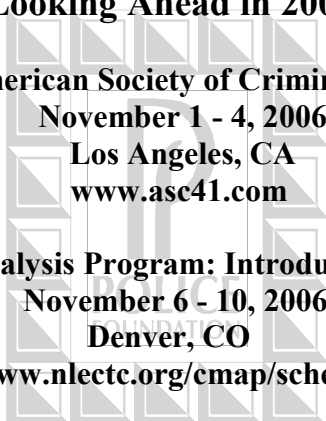 Looking Ahead in 200
merican Society of Crimin
November 1 - 4, 2006
Los Angeles, CA
www.asc41.com
alysis Program: Introdu
November 6 - 10, 2006
POLICE
FOUNDATION
Denver, CO
ww.nlectc.org/cmap/sche